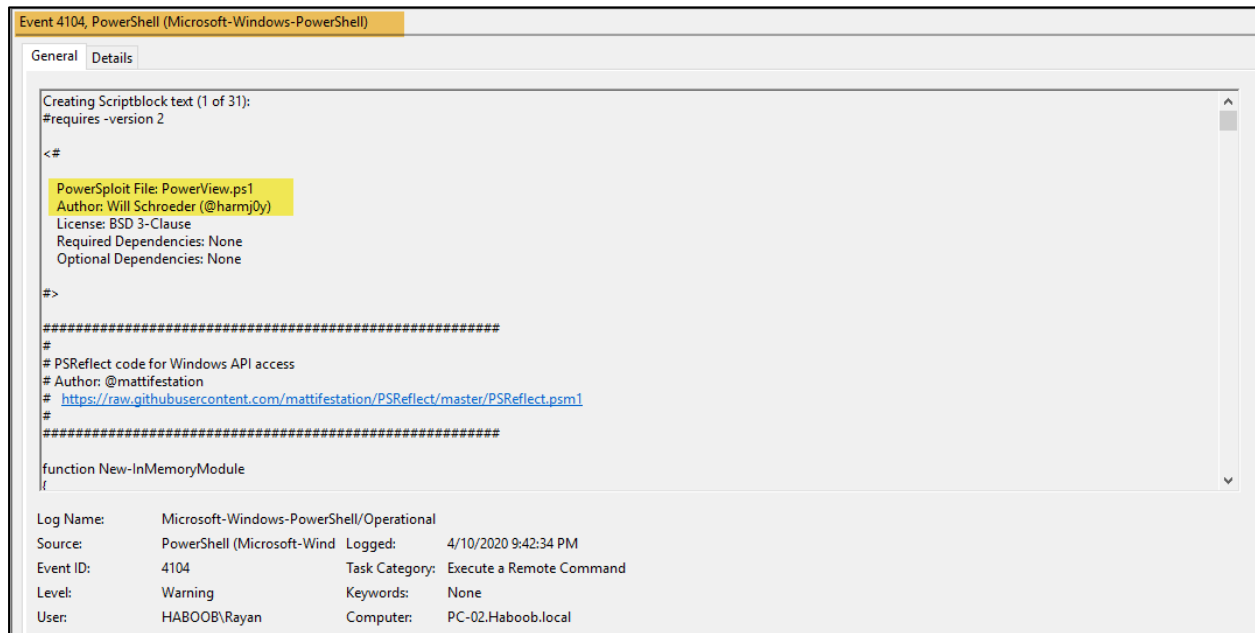 Event 4104, PowerShell (Microsoft-Windows-PowerShell)
General Details
Creating Scriptblock text (1 of 31):
#requires -version 2
<#
PowerSploit File: PowerView.ps1
Author: Will Schroeder (@harmj0y)
License: BSD 3-Clause
Required Dependencies: None
Optional Dependencies: None
#>
########################################################
#
# PSReflect code for Windows API access
# Author: @mattifestation
# https://raw.githubusercontent.com/mattifestation/PSReflect/master/PSReflect.psm1
#
########################################################
function New-InMemoryModule
{
Log Name: Microsoft-Windows-PowerShell/Operational
Source: PowerShell (Microsoft-Wind Logged: 4/10/2020 9:42:34 PM
Event ID: 4104 Task Category: Execute a Remote Command
Level: Warning Keywords: None
User: HABOOB\Rayan Computer: PC-02.Haboob.local